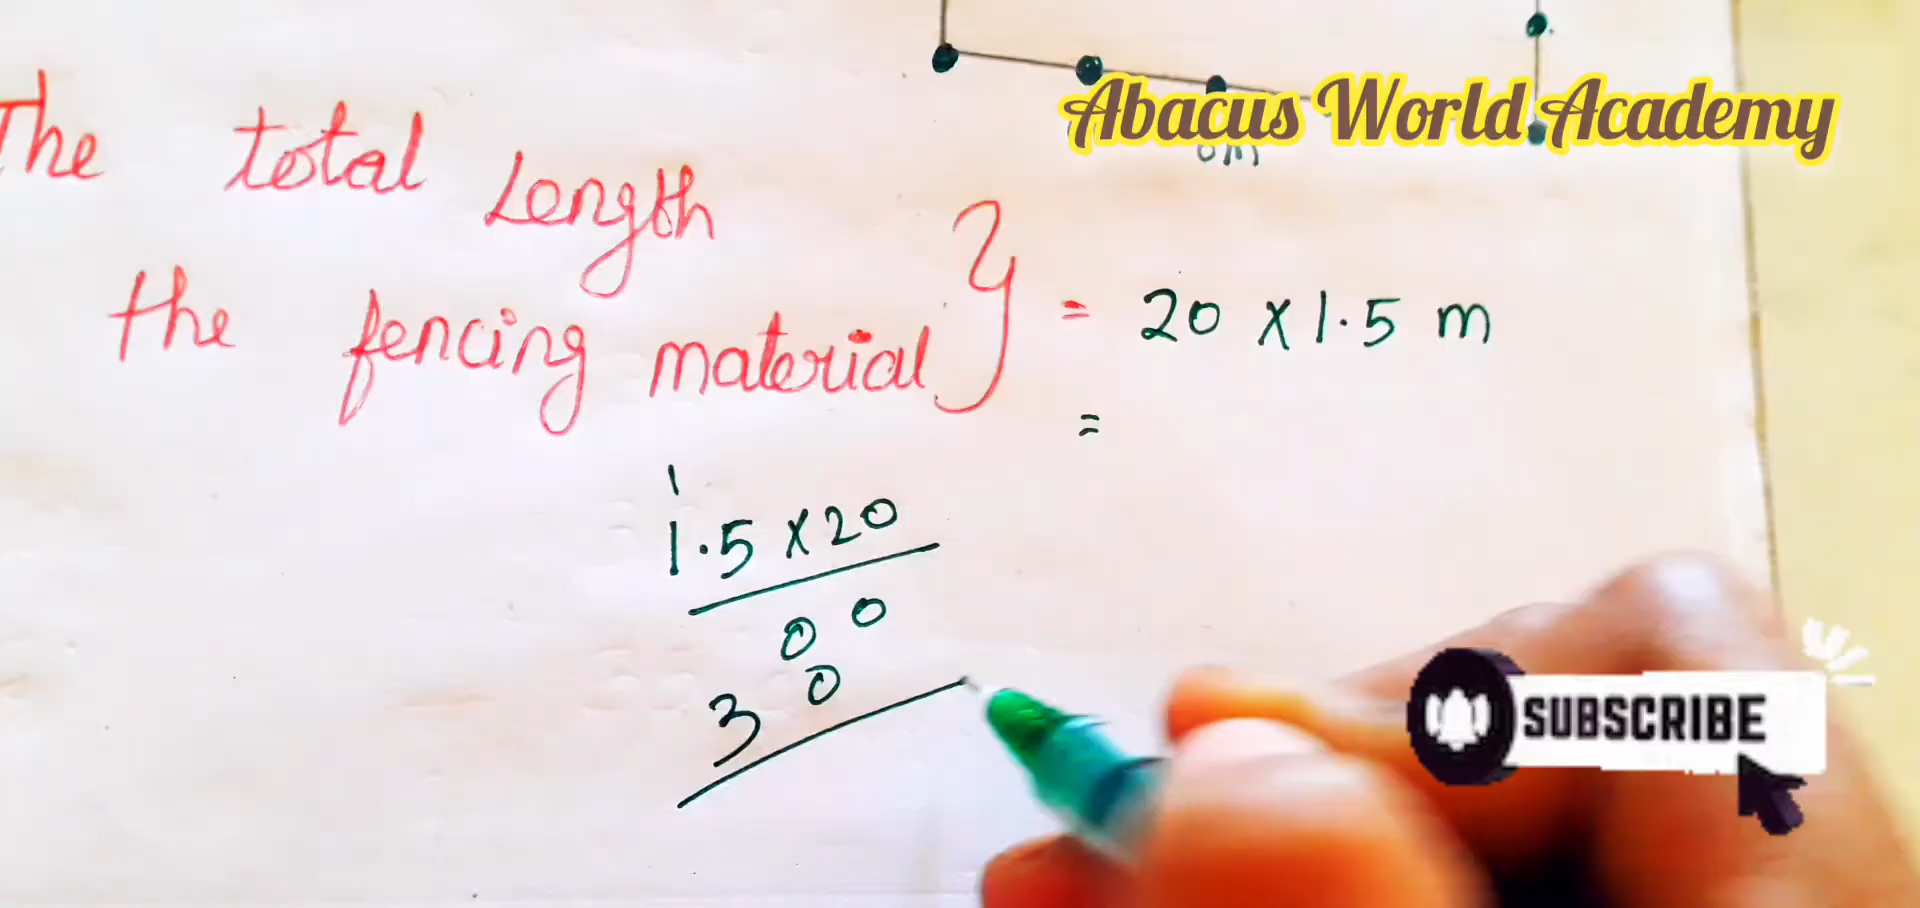 Abacus World Academy
The total Length
the fencing material } = 20 x 1.5 m
=
1
1.5 x 20
0 0
3 0
SUBSCRIBE